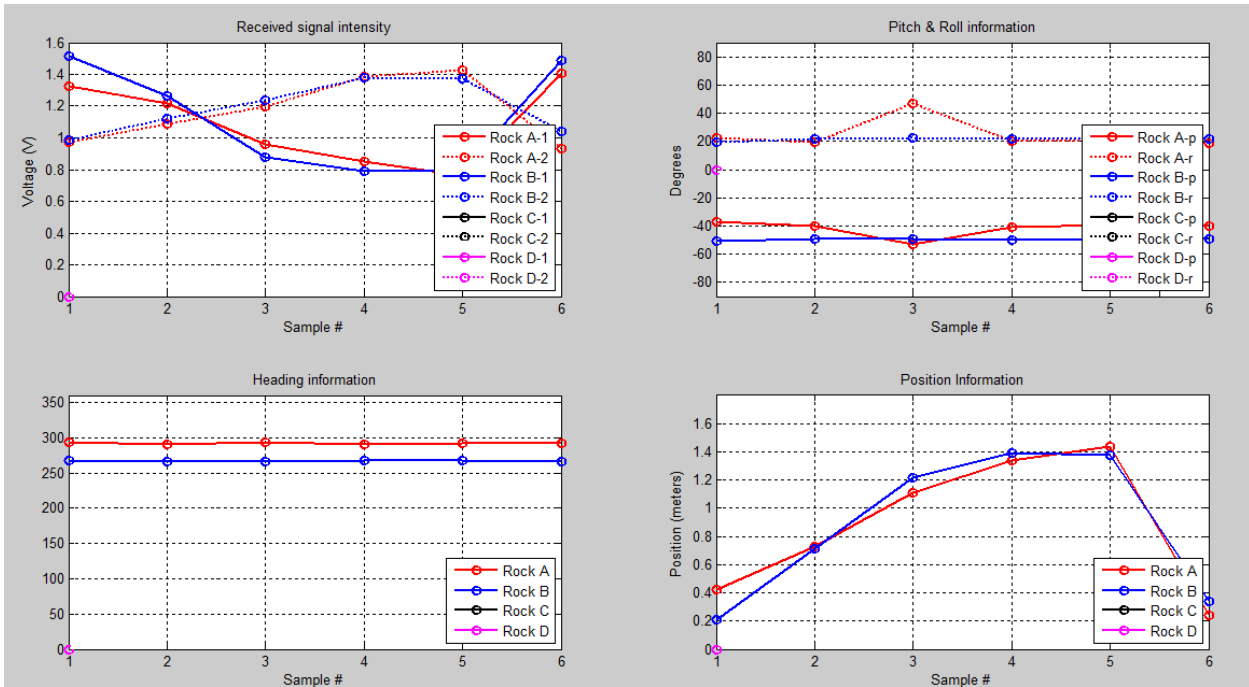 Received signal intensity
1.6
1.4
1.2
1
0.8
0.6
0.4
0.2
0
Voltage (V)
Rock A-1
Rock A-2
Rock B-1
Rock B-2
Rock C-1
Rock C-2
Rock D-1
Rock D-2
1 2 3 4 5 6
Sample #
Pitch & Roll information
80
60
40
20
0
-20
-40
-60
-80
Degrees
Rock A-p
Rock A-r
Rock B-p
Rock B-r
Rock C-p
Rock C-r
Rock D-p
Rock D-r
1 2 3 4 5 6
Sample #
Heading information
350
300
250
200
150
100
50
0
Rock A
Rock B
Rock C
Rock D
1 2 3 4 5 6
Sample #
Position Information
1.6
1.4
1.2
1
0.8
0.6
0.4
0.2
0
Position (meters)
Rock A
Rock B
Rock C
Rock D
1 2 3 4 5 6
Sample #